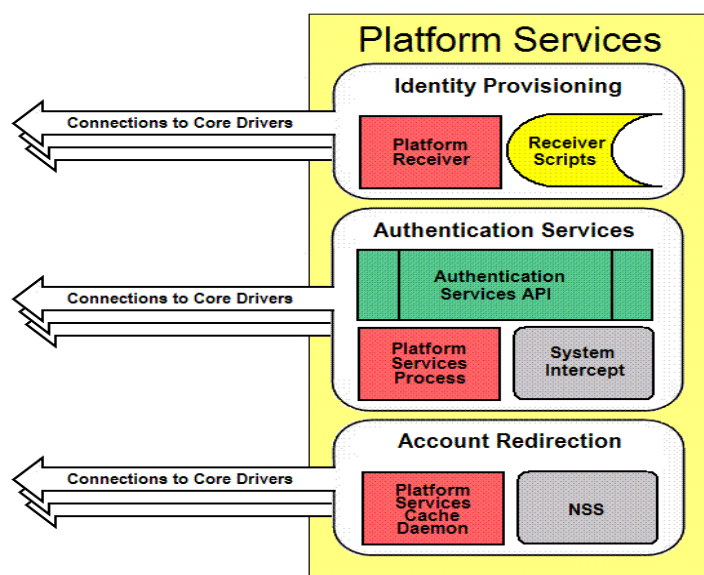 Platform Services
Identity Provisioning
Connections to Core Drivers
Platform
Receiver
Receiver
Scripts
Authentication Services
Authentication
Services API
Connections to Core Drivers
Platform
Services
Process
System
Intercept
Account Redirection
Connections to Core Drivers
Platform
Services
Cache
Daemon
NSS